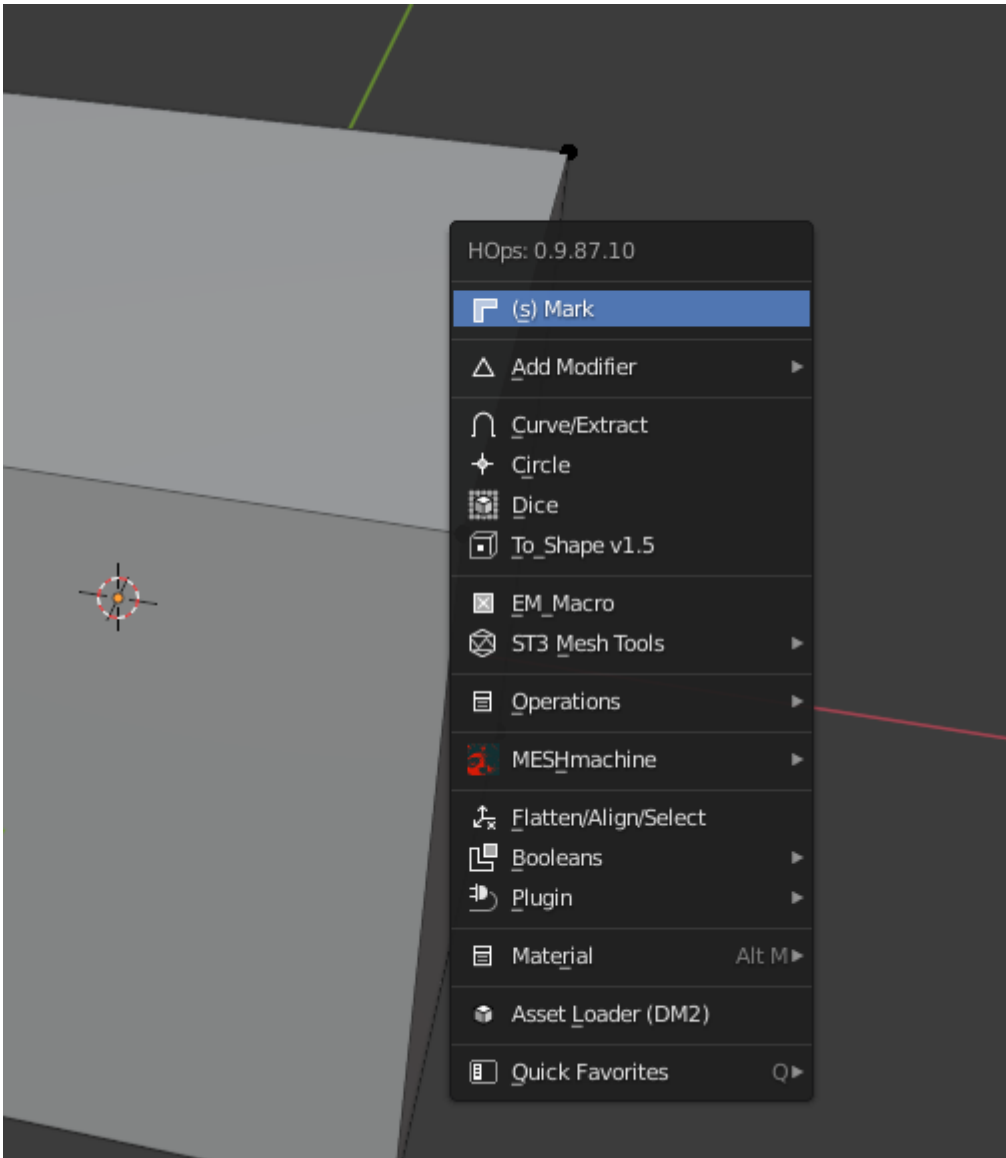 HOps: 0.9.87.10
(s) Mark
Add Modifier
Curve/Extract
Circle
Dice
To_Shape v1.5
EM_Macro
ST3 Mesh Tools
Operations
MESHmachine
Flatten/Align/Select
Booleans
Plugin
Material Alt M
Asset Loader (DM2)
Quick Favorites Q